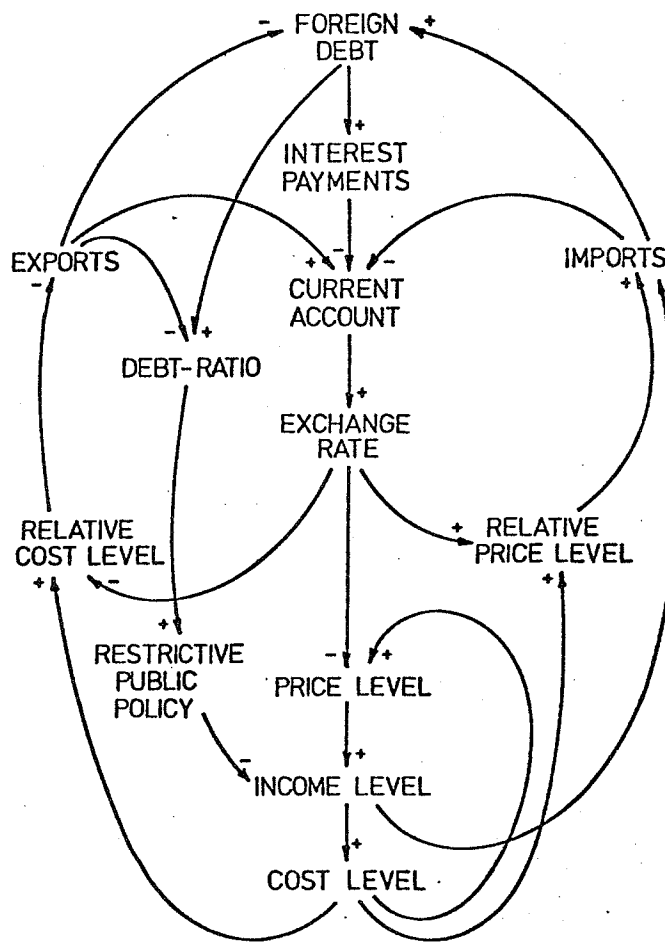 - FOREIGN +
DEBT
+
INTEREST
PAYMENTS
EXPORTS
-
+ - -
IMPORTS
+
CURRENT
ACCOUNT
- +
DEBT-RATIO
+
EXCHANGE
RATE
RELATIVE
COST LEVEL
+ -
+ RELATIVE
PRICE LEVEL
+
+
RESTRICTIVE
PUBLIC
POLICY
- +
PRICE LEVEL
+
- INCOME LEVEL
+
COST LEVEL